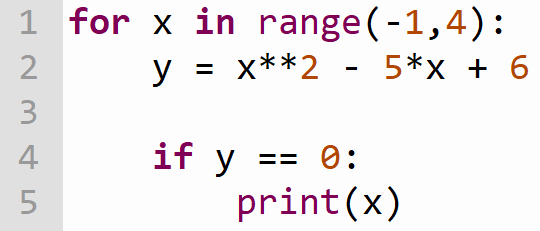 1 for x in range(-1,4):
2     y = x**2 - 5*x + 6
3
4     if y == 0:
5         print(x)